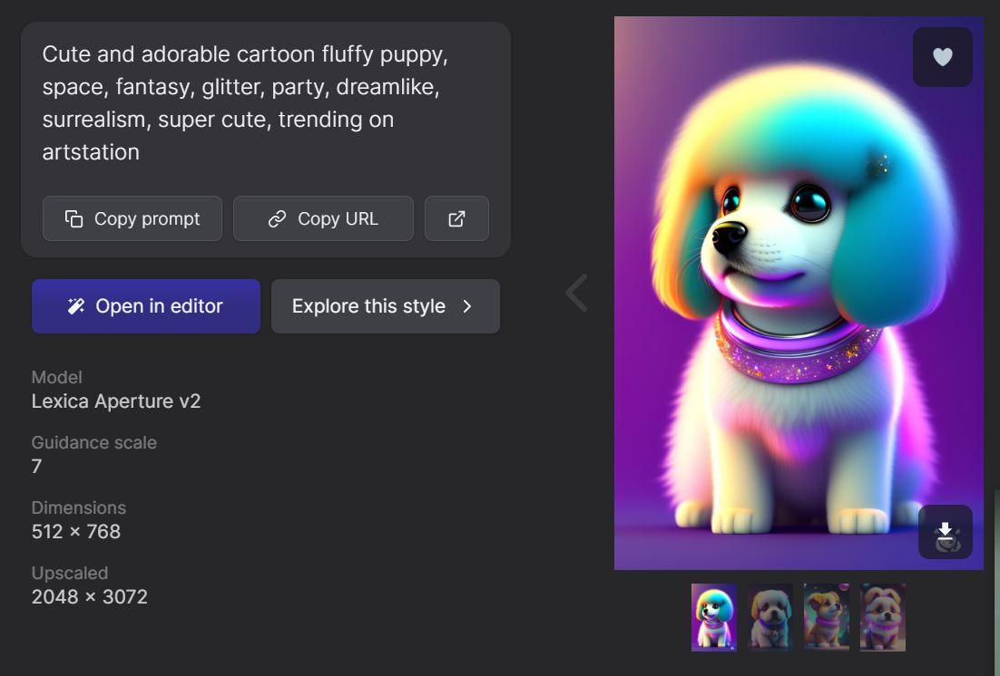 Cute and adorable cartoon fluffy puppy,
space, fantasy, glitter, party, dreamlike,
surrealism, super cute, trending on
artstation
Copy prompt
Copy URL
Open in editor
Explore this style
Model
Lexica Aperture v2
Guidance scale
7
Dimensions
512 × 768
Upscaled
2048 × 3072